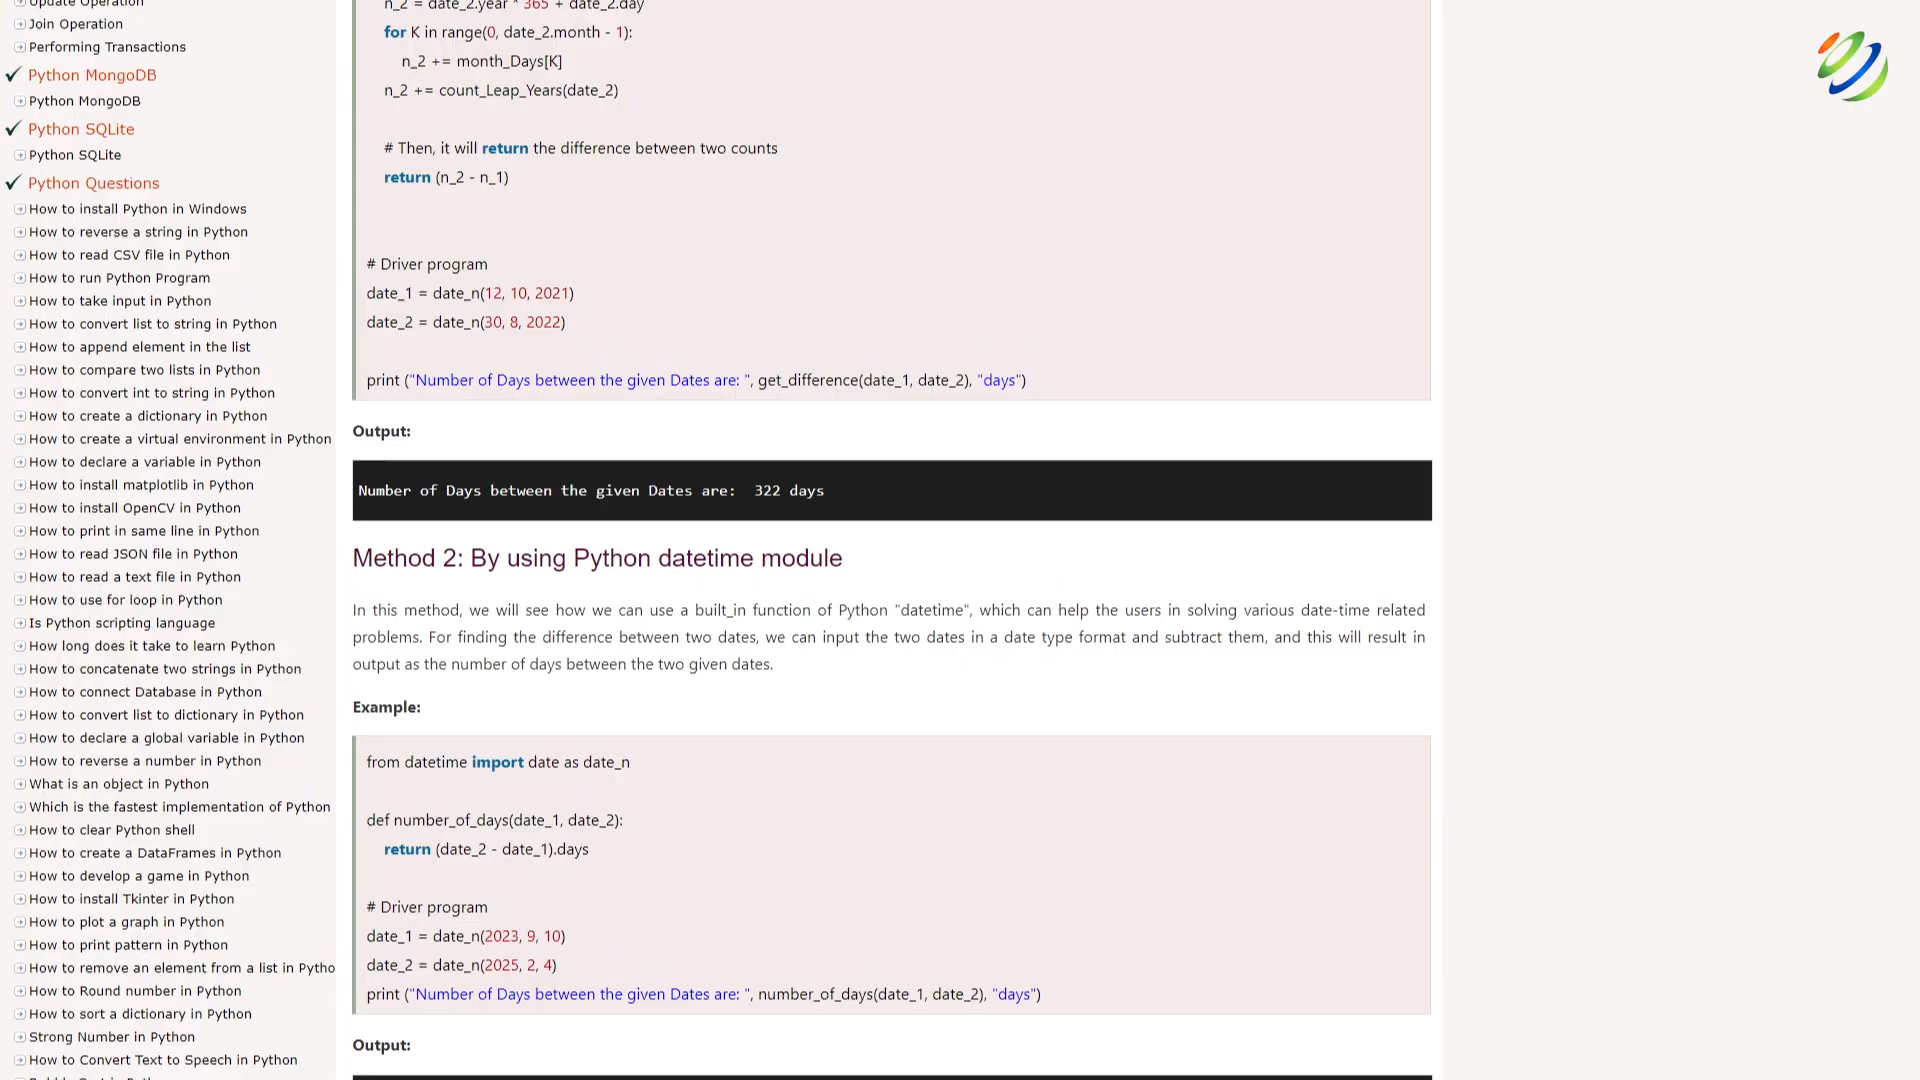 Update Operation
Join Operation
Performing Transactions
Python MongoDB
Python MongoDB
Python SQLite
Python SQLite
Python Questions
How to install Python in Windows
How to reverse a string in Python
How to read CSV file in Python
How to run Python Program
How to take input in Python
How to convert list to string in Python
How to append element in the list
How to compare two lists in Python
How to convert int to string in Python
How to create a dictionary in Python
How to create a virtual environment in Python
How to declare a variable in Python
How to install matplotlib in Python
How to install OpenCV in Python
How to print in same line in Python
How to read JSON file in Python
How to read a text file in Python
How to use for loop in Python
Is Python scripting language
How long does it take to learn Python
How to concatenate two strings in Python
How to connect Database in Python
How to convert list to dictionary in Python
How to declare a global variable in Python
How to reverse a number in Python
What is an object in Python
Which is the fastest implementation of Python
How to clear Python shell
How to create a DataFrames in Python
How to develop a game in Python
How to install Tkinter in Python
How to plot a graph in Python
How to print pattern in Python
How to remove an element from a list in Pytho
How to Round number in Python
How to sort a dictionary in Python
Strong Number in Python
How to Convert Text to Speech in Python
n_2 = date_2.year * 365 + date_2.day
for K in range(0, date_2.month - 1):
n_2 += month_Days[K]
n_2 += count_Leap_Years(date_2)
# Then, it will return the difference between two counts
return (n_2 - n_1)
# Driver program
date_1 = date_n(12, 10, 2021)
date_2 = date_n(30, 8, 2022)
print ("Number of Days between the given Dates are: ", get_difference(date_1, date_2), "days")
Output:
Number of Days between the given Dates are:  322 days
Method 2: By using Python datetime module
In this method, we will see how we can use a built_in function of Python "datetime", which can help the users in solving various date-time related
problems. For finding the difference between two dates, we can input the two dates in a date type format and subtract them, and this will result in
output as the number of days between the two given dates.
Example:
from datetime import date as date_n
def number_of_days(date_1, date_2):
return (date_2 - date_1).days
# Driver program
date_1 = date_n(2023, 9, 10)
date_2 = date_n(2025, 2, 4)
print ("Number of Days between the given Dates are: ", number_of_days(date_1, date_2), "days")
Output: